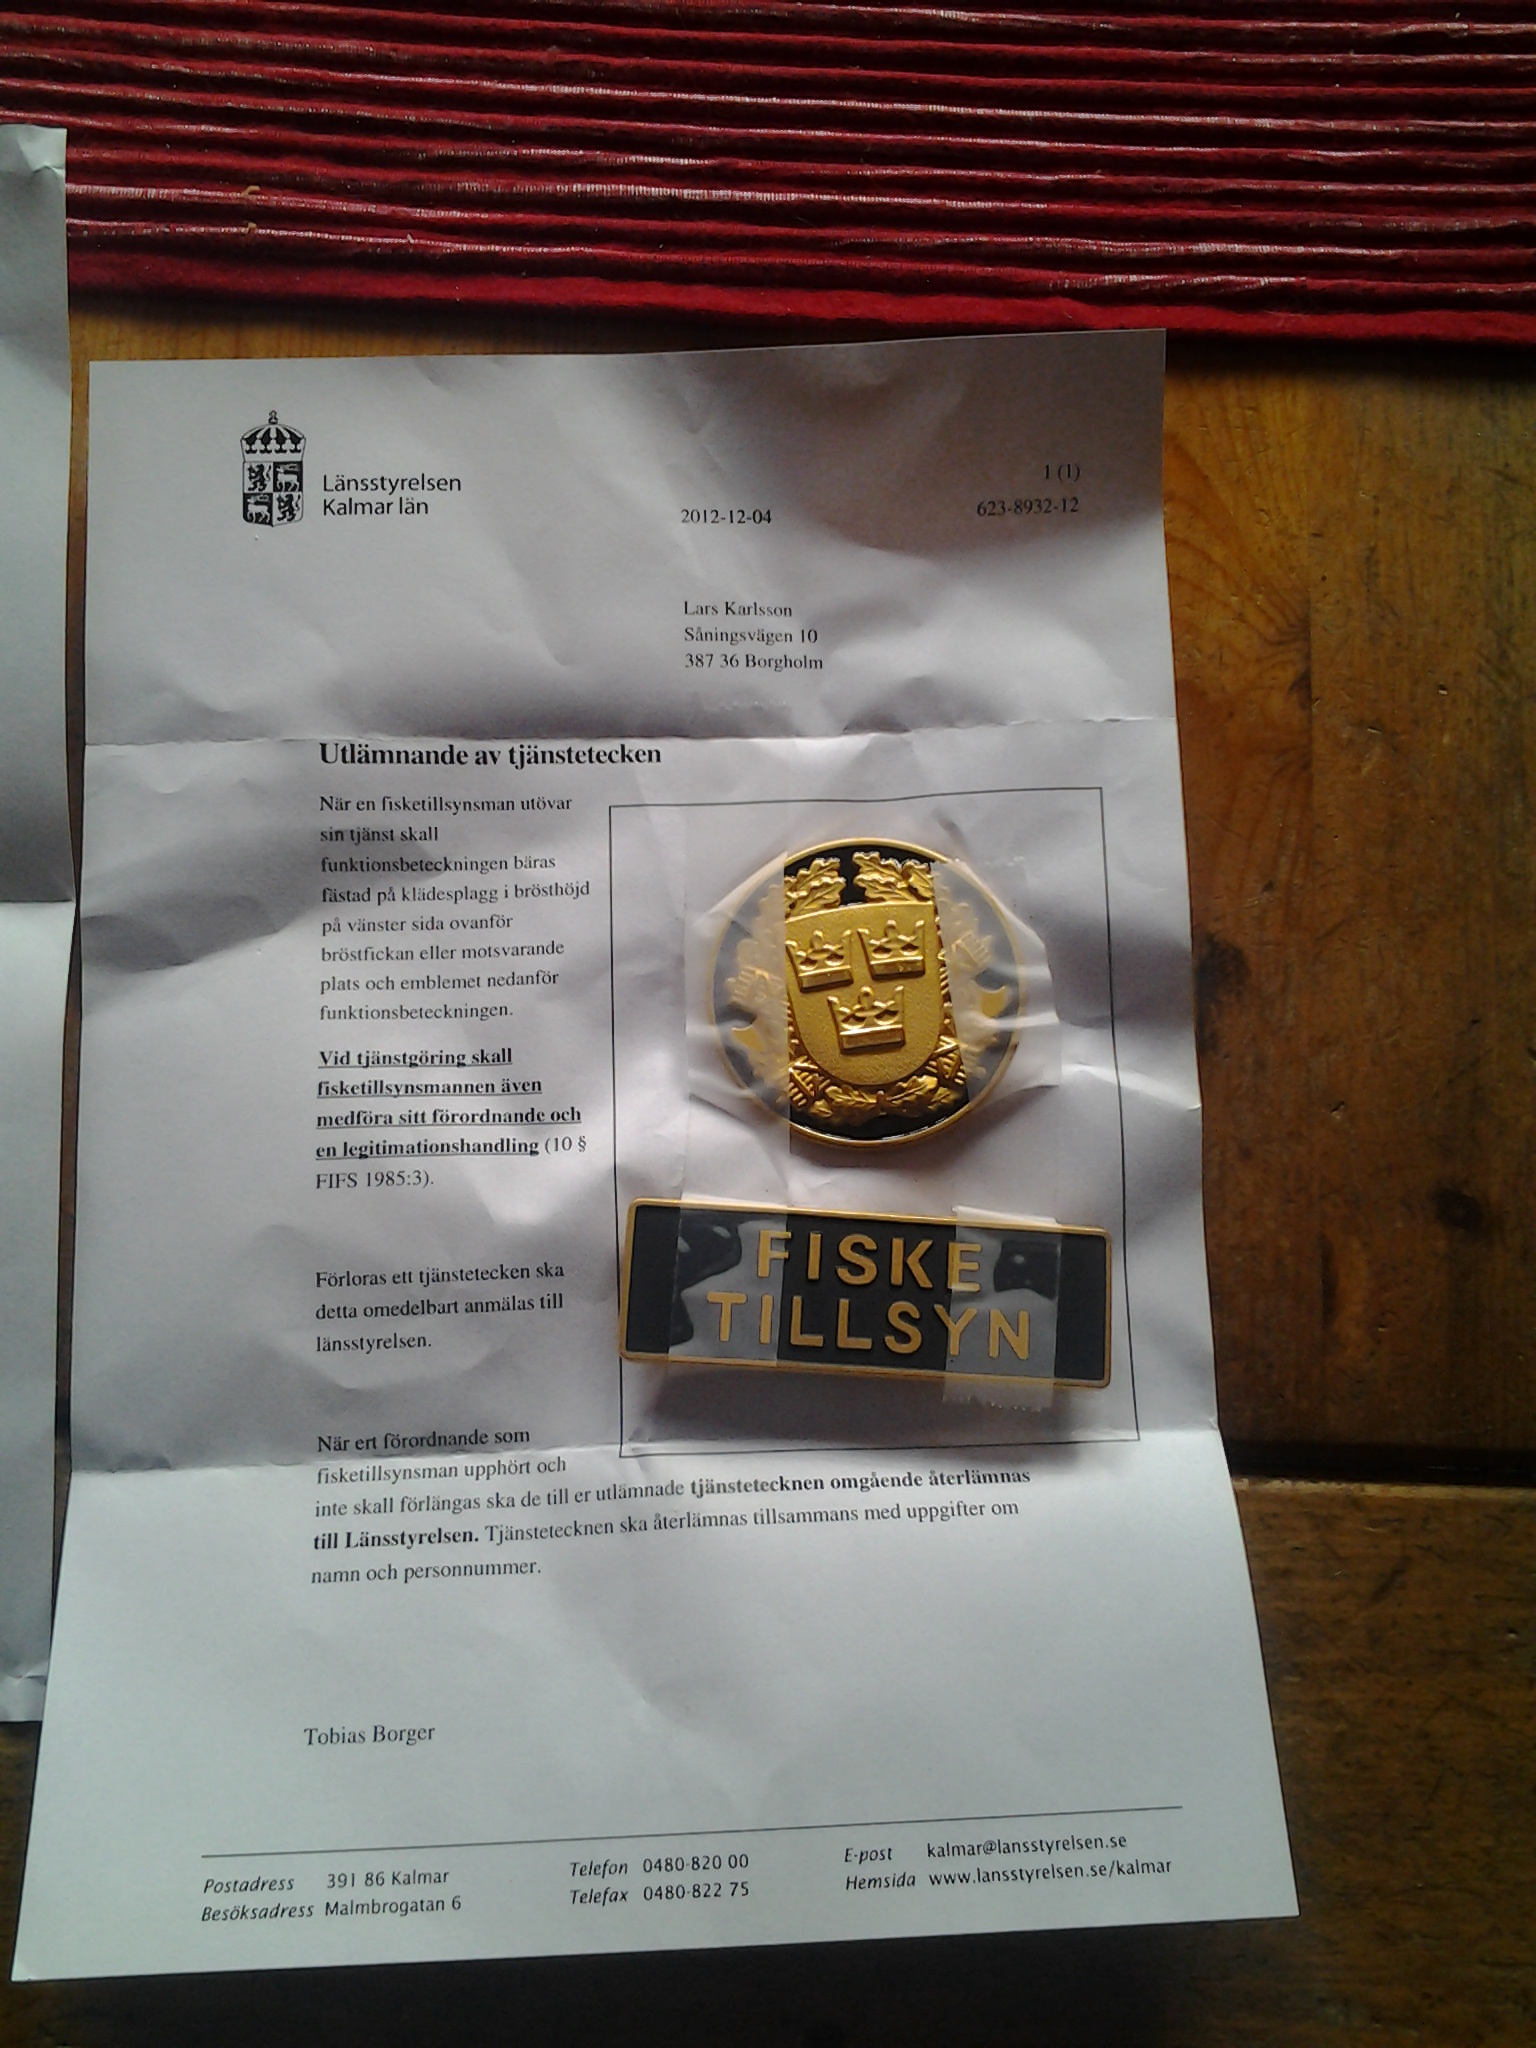 Länsstyrelsen
Kalmar län
1 (1)
2012-12-04
623-8932-12
Lars Karlsson
Såningsvägen 10
387 36 Borgholm
Utlämnande av tjänstetecken
När en fisketillsynsman utövar
sin tjänst skall
funktionsbeteckningen bäras
fästad på klädesplagg i brösthöjd
på vänster sida ovanför
bröstfickan eller motsvarande
plats och emblemet nedanför
funktionsbeteckningen.
Vid tjänstgöring skall
fisketillsynsmannen även
medföra sitt förordnande och
en legitimationshandling (10 §
FIFS 1985:3).
Förloras ett tjänstetecken ska
detta omedelbart anmälas till
länsstyrelsen.
FISKE
TILLSYN
När ert förordnande som
fisketillsynsman upphört och
inte skall förlängas ska de till er utlämnade tjänstetecknen omgående återlämnas
till Länsstyrelsen. Tjänstetecknen ska återlämnas tillsammans med uppgifter om
namn och personnummer.
Tobias Borger
Postadress 391 86 Kalmar
Besöksadress Malmbrogatan 6
Telefon 0480-820 00
Telefax 0480-822 75
E-post kalmar@lansstyrelsen.se
Hemsida www.lansstyrelsen.se/kalmar